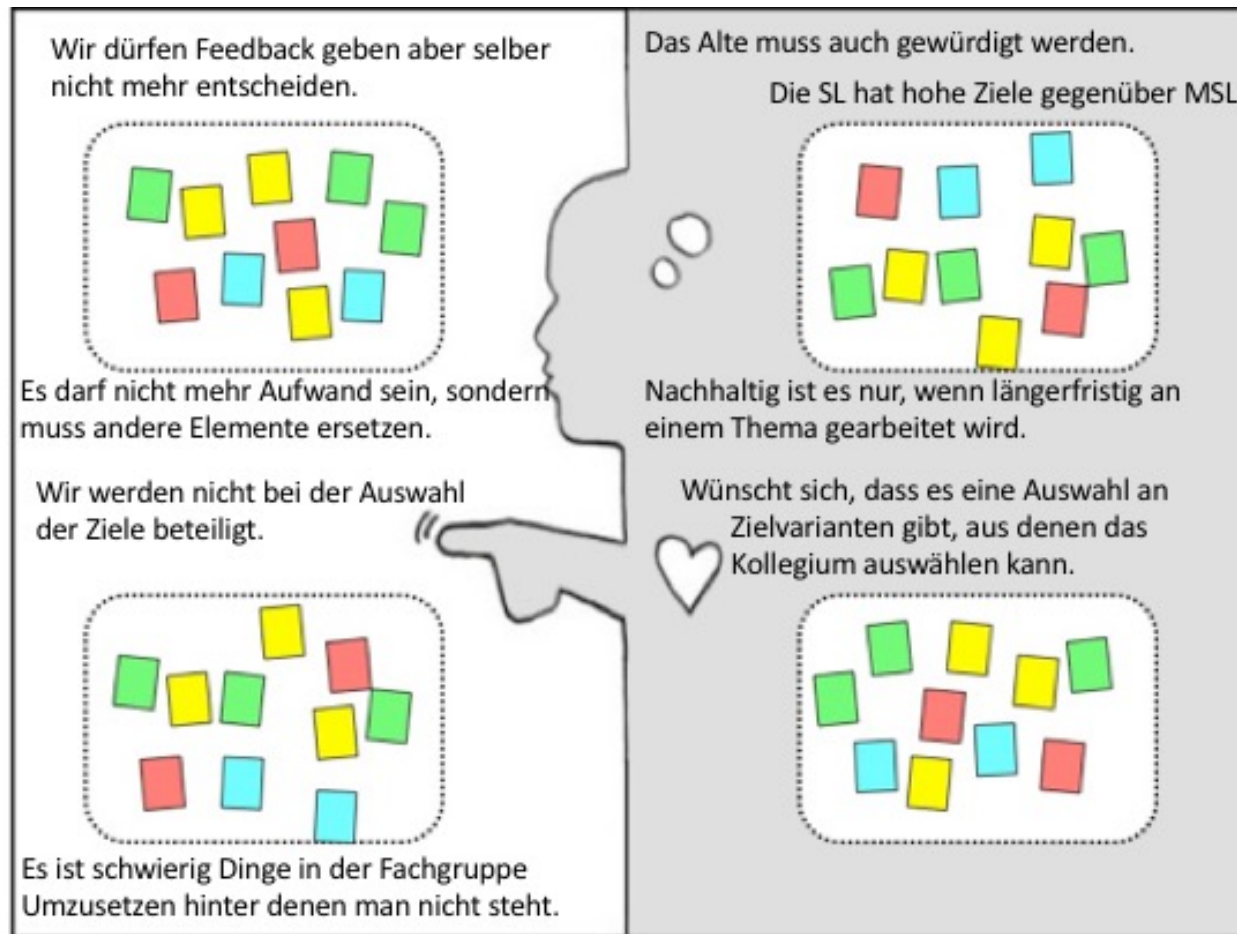 Wir dürfen Feedback geben aber selber
nicht mehr entscheiden.
Es darf nicht mehr Aufwand sein, sondern
muss andere Elemente ersetzen.
Wir werden nicht bei der Auswahl
der Ziele beteiligt.
Es ist schwierig Dinge in der Fachgruppe
Umzusetzen hinter denen man nicht steht.
Das Alte muss auch gewürdigt werden.
Die SL hat hohe Ziele gegenüber MSL
Nachhaltig ist es nur, wenn längerfristig an
einem Thema gearbeitet wird.
Wünscht sich, dass es eine Auswahl an
Zielvarianten gibt, aus denen das
Kollegium auswählen kann.